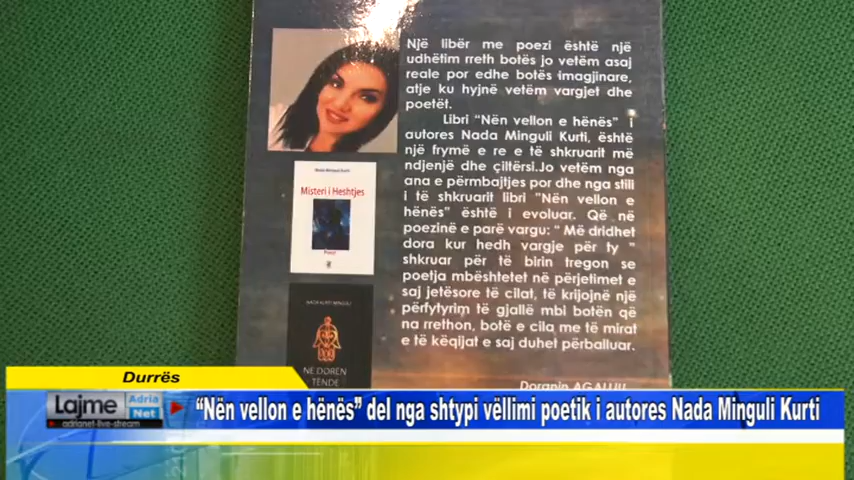 Një libër me poezi është një
udhëtim rreth botës jo vetëm asaj
reale por edhe botës imagjinare,
atje ku hyjnë vetëm vargjet dhe
poetët.
Libri "Nën vellon e hënës" i
autores Nada Minguli Kurti, është
një frymë e re e të shkruarit më
ndjenjë dhe çiltërsi.Jo vetëm nga
ana e përmbajtjes por dhe nga stili
i të shkruarit libri "Nën vellon e
hënës" është i evoluar. Që në
poezinë e parë vargu: " Më dridhet
dora kur hedh vargje për ty "
shkruar për të birin tregon se
poetja mbështetet në përjetimet e
saj jetësore të cilat, të krijojnë një
përfytyrim të gjallë mbi botën që
na rrethon, botë e cila me të mirat
e të këqijat e saj duhet përballuar.
Misteri i Heshtjes
NADA KURTI MINGULI
NË DORËN
TËNDE
Durrës
Lajme
Adria
Net
adrianet-live-stream
"Nën vellon e hënës" del nga shtypi vëllimi poetik i autores Nada Minguli Kurti